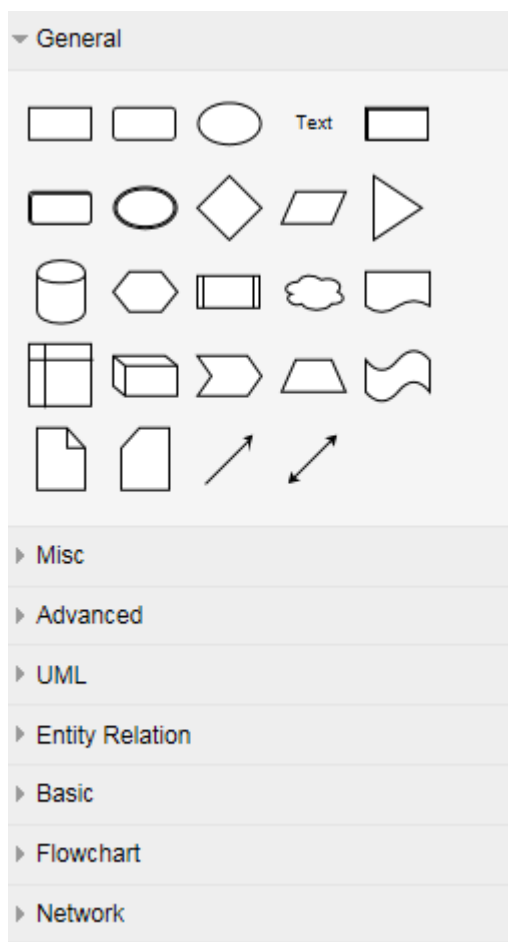 General
Text
Misc
Advanced
UML
Entity Relation
Basic
Flowchart
Network